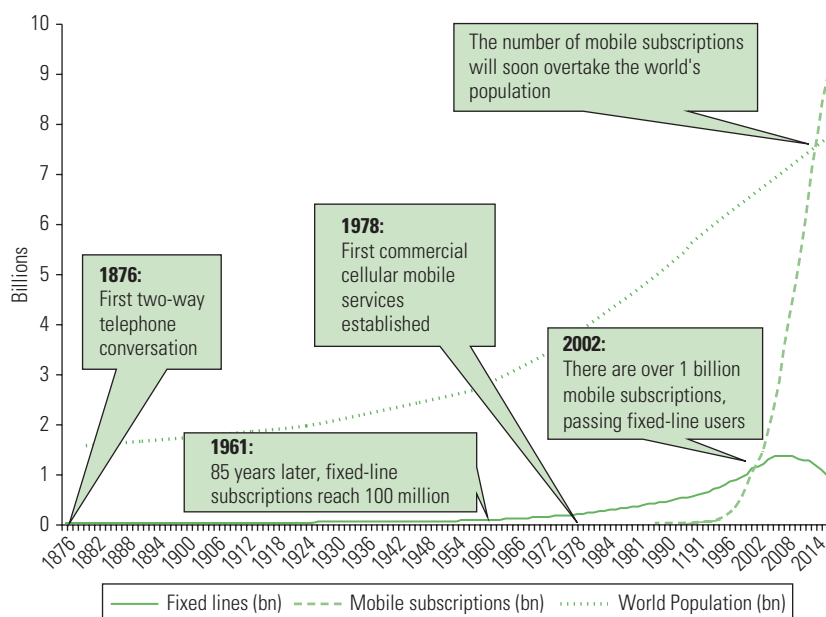 10
9
8
7
6
5
4
3
2
1
0
Billions
The number of mobile subscriptions
will soon overtake the world's
population
1978:
First commercial
cellular mobile
services
established
1876:
First two-way
telephone
conversation
2002:
There are over 1 billion
mobile subscriptions,
passing fixed-line users
1961:
85 years later, fixed-line
subscriptions reach 100 million
1876 1882 1888 1894 1900 1906 1912 1918 1924 1930 1936 1942 1948 1954 1960 1966 1972 1978 1984 1981 1990 1191 1996 2002 2008 2014
Fixed lines (bn) Mobile subscriptions (bn) World Population (bn)